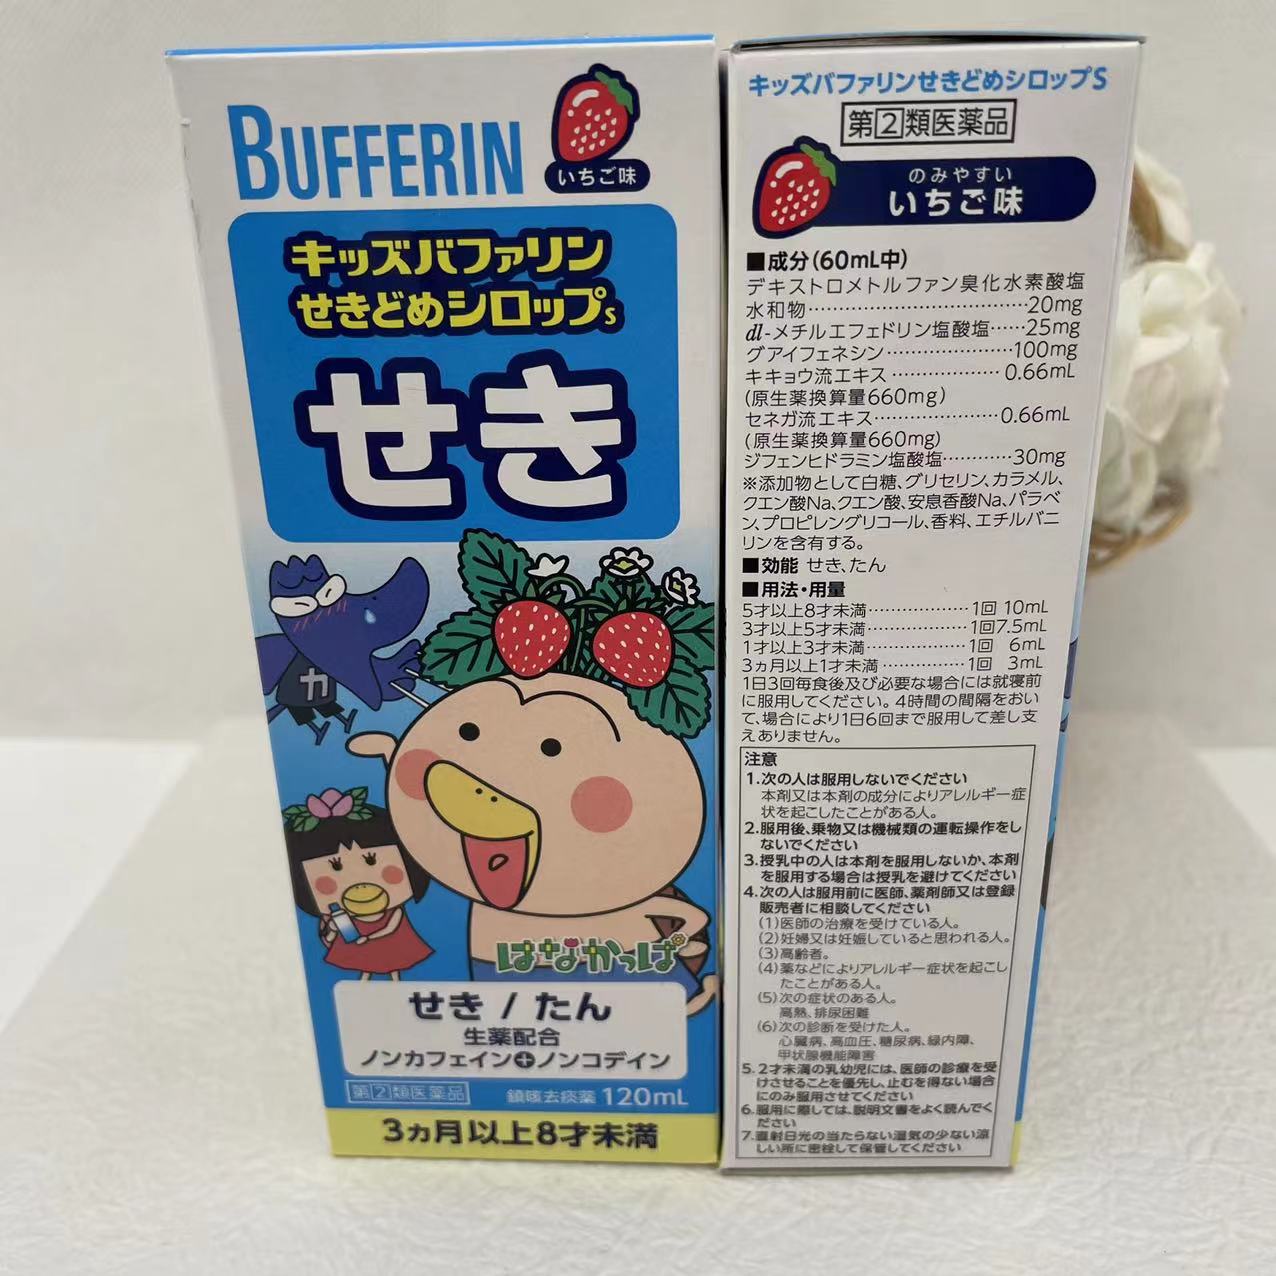 BUFFERIN
いちご味
キッズバファリン
せきどめシロップS
せき
カ
はなかっぱ
せき / たん
生薬配合
ノンカフェイン+ノンコデイン
第②類医薬品 鎮咳去痰薬 120mL
3ヵ月以上8才未満
キッズバファリンせきどめシロップS
第②類医薬品
のみやすい
いちご味
■成分(60mL中)
デキストロメトルファン臭化水素酸塩
水和物……………………20mg
dl-メチルエフェドリン塩酸塩……25mg
グアイフェネシン…………………100mg
キキョウ流エキス………………0.66mL
(原生薬換算量660mg)
セネガ流エキス…………………0.66mL
(原生薬換算量660mg)
ジフェンヒドラミン塩酸塩…………30mg
※添加物として白糖、グリセリン、カラメル、
クエン酸Na、クエン酸、安息香酸Na、パラベ
ン、プロピレングリコール、香料、エチルバニ
リンを含有する。
■効能 せき、たん
■用法・用量
5才以上8才未満………………1回 10mL
3才以上5才未満………………1回7.5mL
1才以上3才未満………………1回 6mL
3ヵ月以上1才未満……………1回 3mL
1日3回毎食後及び必要な場合には就寝前
に服用してください。4時間の間隔をおい
て、場合により1日6回まで服用して差し支
えありません。
注意
1.次の人は服用しないでください
本剤又は本剤の成分によりアレルギー症
状を起こしたことがある人。
2.服用後、乗物又は機械類の運転操作をし
ないでください
3.授乳中の人は本剤を服用しないか、本剤
を服用する場合は授乳を避けてください
4.次の人は服用前に医師、薬剤師又は登録
販売者に相談してください
(1)医師の治療を受けている人。
(2)妊婦又は妊娠していると思われる人。
(3)高齢者。
(4)薬などによりアレルギー症状を起こし
たことがある人。
(5)次の症状のある人。
高熱、排尿困難
(6)次の診断を受けた人。
心臓病、高血圧、糖尿病、緑内障、
甲状腺機能障害
5.2才未満の乳幼児には、医師の診療を受
けさせることを優先し、止むを得ない場合
にのみ服用させてください
6.服用に際しては、説明文書をよく読んでく
ださい
7.直射日光の当たらない湿気の少ない涼
しい所に密栓して保管してください